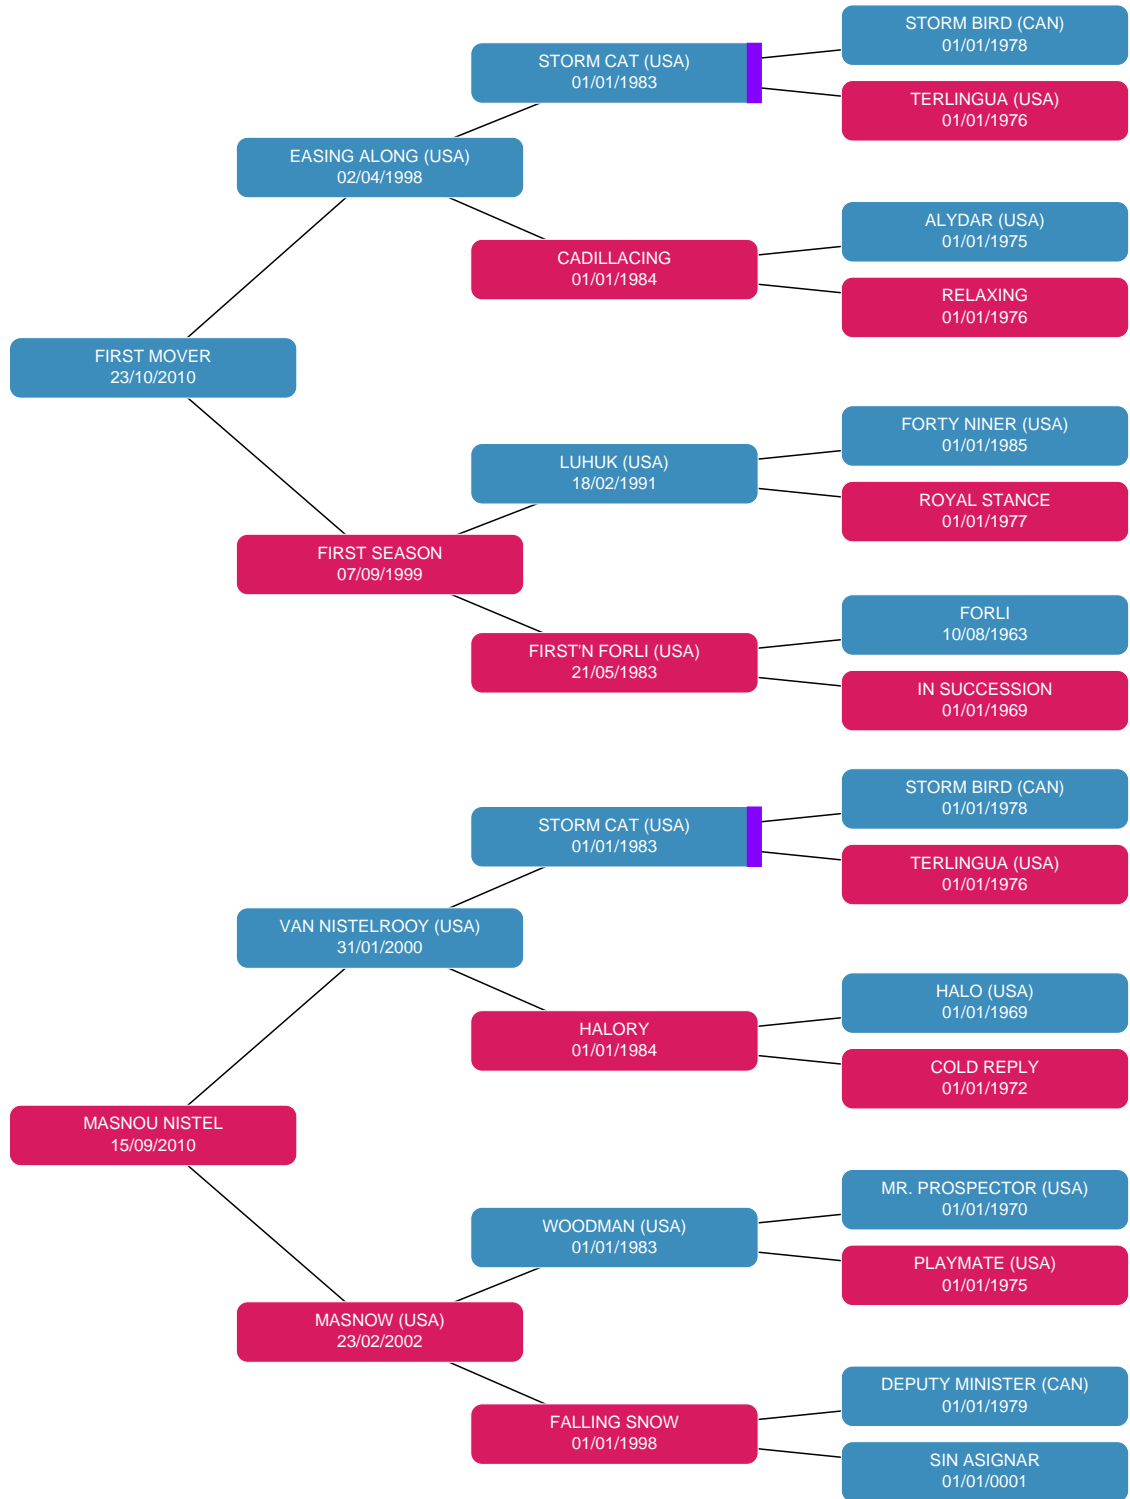 STORM BIRD (CAN)
01/01/1978
STORM CAT (USA)
01/01/1983
TERLINGUA (USA)
01/01/1976
EASING ALONG (USA)
02/04/1998
ALYDAR (USA)
01/01/1975
CADILLACING
01/01/1984
RELAXING
01/01/1976
FIRST MOVER
23/10/2010
FORTY NINER (USA)
01/01/1985
LUHUK (USA)
18/02/1991
ROYAL STANCE
01/01/1977
FIRST SEASON
07/09/1999
FORLI
10/08/1963
FIRST'N FORLI (USA)
21/05/1983
IN SUCCESSION
01/01/1969
STORM BIRD (CAN)
01/01/1978
STORM CAT (USA)
01/01/1983
TERLINGUA (USA)
01/01/1976
VAN NISTELROOY (USA)
31/01/2000
HALO (USA)
01/01/1969
HALORY
01/01/1984
COLD REPLY
01/01/1972
MASNOU NISTEL
15/09/2010
MR. PROSPECTOR (USA)
01/01/1970
WOODMAN (USA)
01/01/1983
PLAYMATE (USA)
01/01/1975
MASNOW (USA)
23/02/2002
DEPUTY MINISTER (CAN)
01/01/1979
FALLING SNOW
01/01/1998
SIN ASIGNAR
01/01/0001